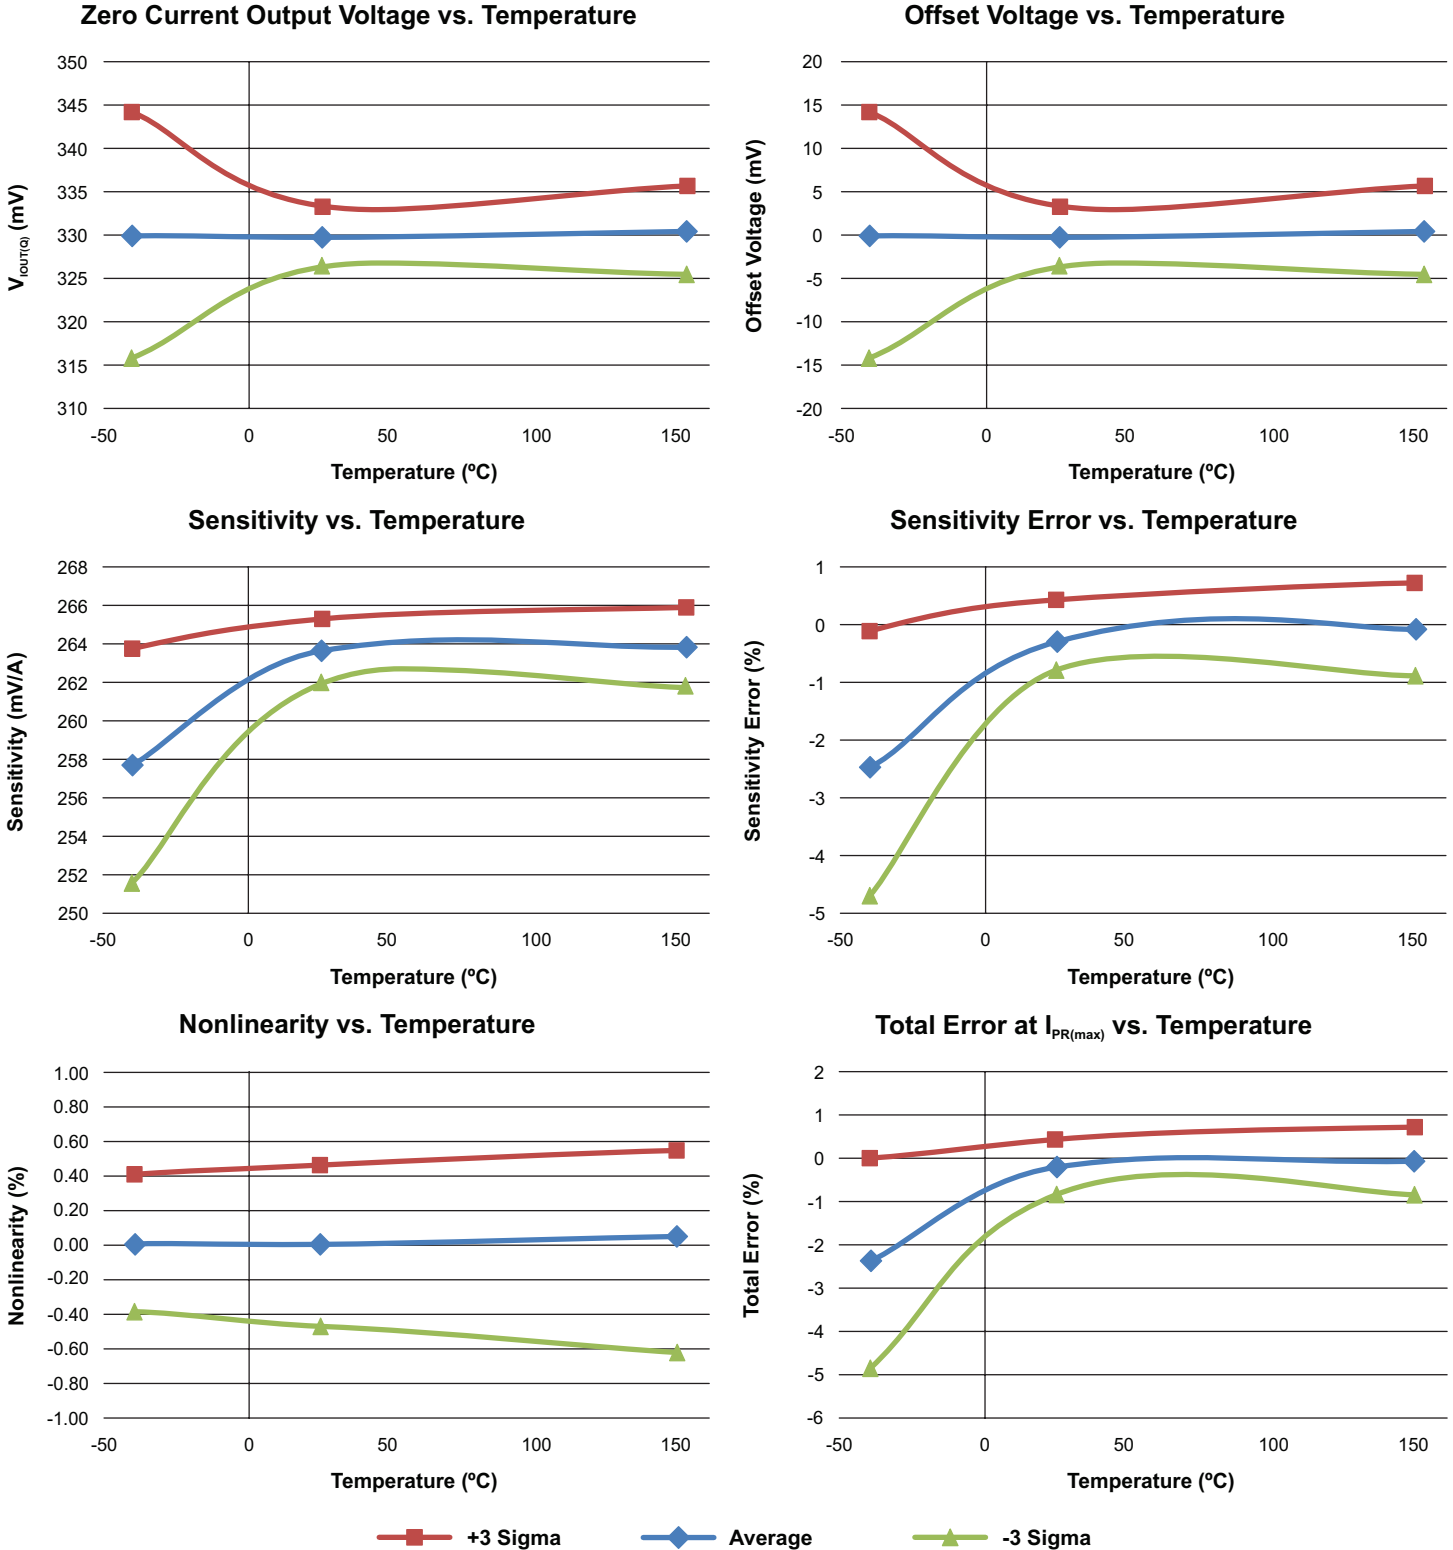 Zero Current Output Voltage vs. Temperature
350
345
340
335
330
325
320
315
310
V_IOUT(Q) (mV)
-50 0 50 100 150
Temperature (ºC)
Offset Voltage vs. Temperature
20
15
10
5
0
-5
-10
-15
-20
Offset Voltage (mV)
-50 0 50 100 150
Temperature (ºC)
Sensitivity vs. Temperature
268
266
264
262
260
258
256
254
252
250
Sensitivity (mV/A)
-50 0 50 100 150
Temperature (ºC)
Sensitivity Error vs. Temperature
1
0
-1
-2
-3
-4
-5
Sensitivity Error (%)
-50 0 50 100 150
Temperature (ºC)
Nonlinearity vs. Temperature
1.00
0.80
0.60
0.40
0.20
0.00
-0.20
-0.40
-0.60
-0.80
-1.00
Nonlinearity (%)
-50 0 50 100 150
Temperature (ºC)
Total Error at I_PR(max) vs. Temperature
2
1
0
-1
-2
-3
-4
-5
-6
Total Error (%)
-50 0 50 100 150
Temperature (ºC)
+3 Sigma Average -3 Sigma